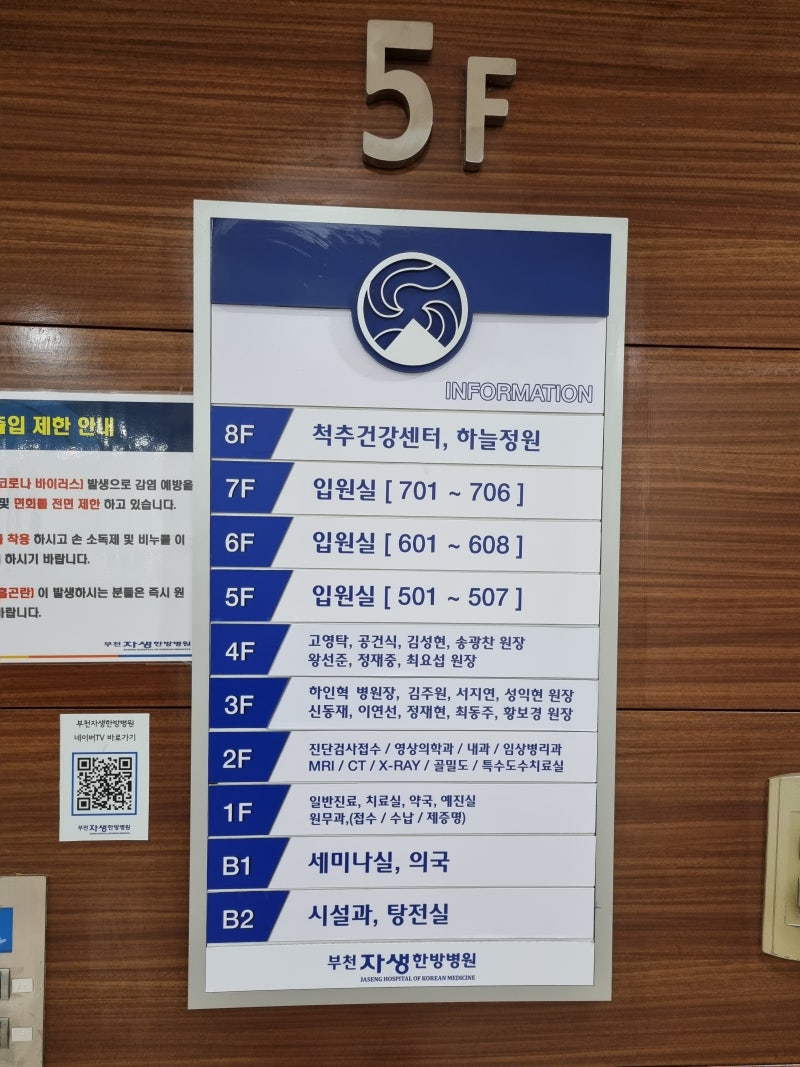 5F
INFORMATION
8F 척추건강센터, 하늘정원
7F 입원실 [ 701 ~ 706 ]
6F 입원실 [ 601 ~ 608 ]
5F 입원실 [ 501 ~ 507 ]
4F 고영탁, 공건식, 김성현, 송광찬 원장
왕선준, 정재중, 최요섭 원장
3F 하인혁 병원장, 김주원, 서지연, 성익현 원장
신동재, 이연선, 정재현, 최동주, 황보경 원장
2F 진단검사접수 / 영상의학과 / 내과 / 임상병리과
MRI / CT / X-RAY / 골밀도 / 특수도수치료실
1F 일반진료, 치료실, 약국, 예진실
원무과,(접수 / 수납 / 제증명)
B1 세미나실, 의국
B2 시설과, 탕전실
부천 자생한방병원
JASENG HOSPITAL OF KOREAN MEDICINE
제한 안내
코로나 바이러스) 발생으로 감염 예방을
및 면회를 전면 제한 하고 있습니다.
착용 하시고 손 소독제 및 비누를 이
하시기 바랍니다.
이 발생하시는 분들은 즉시 원
바랍니다.
부천 자생한방병원
부천자생한방병원
네이버TV 바로가기
부천 자생한방병원